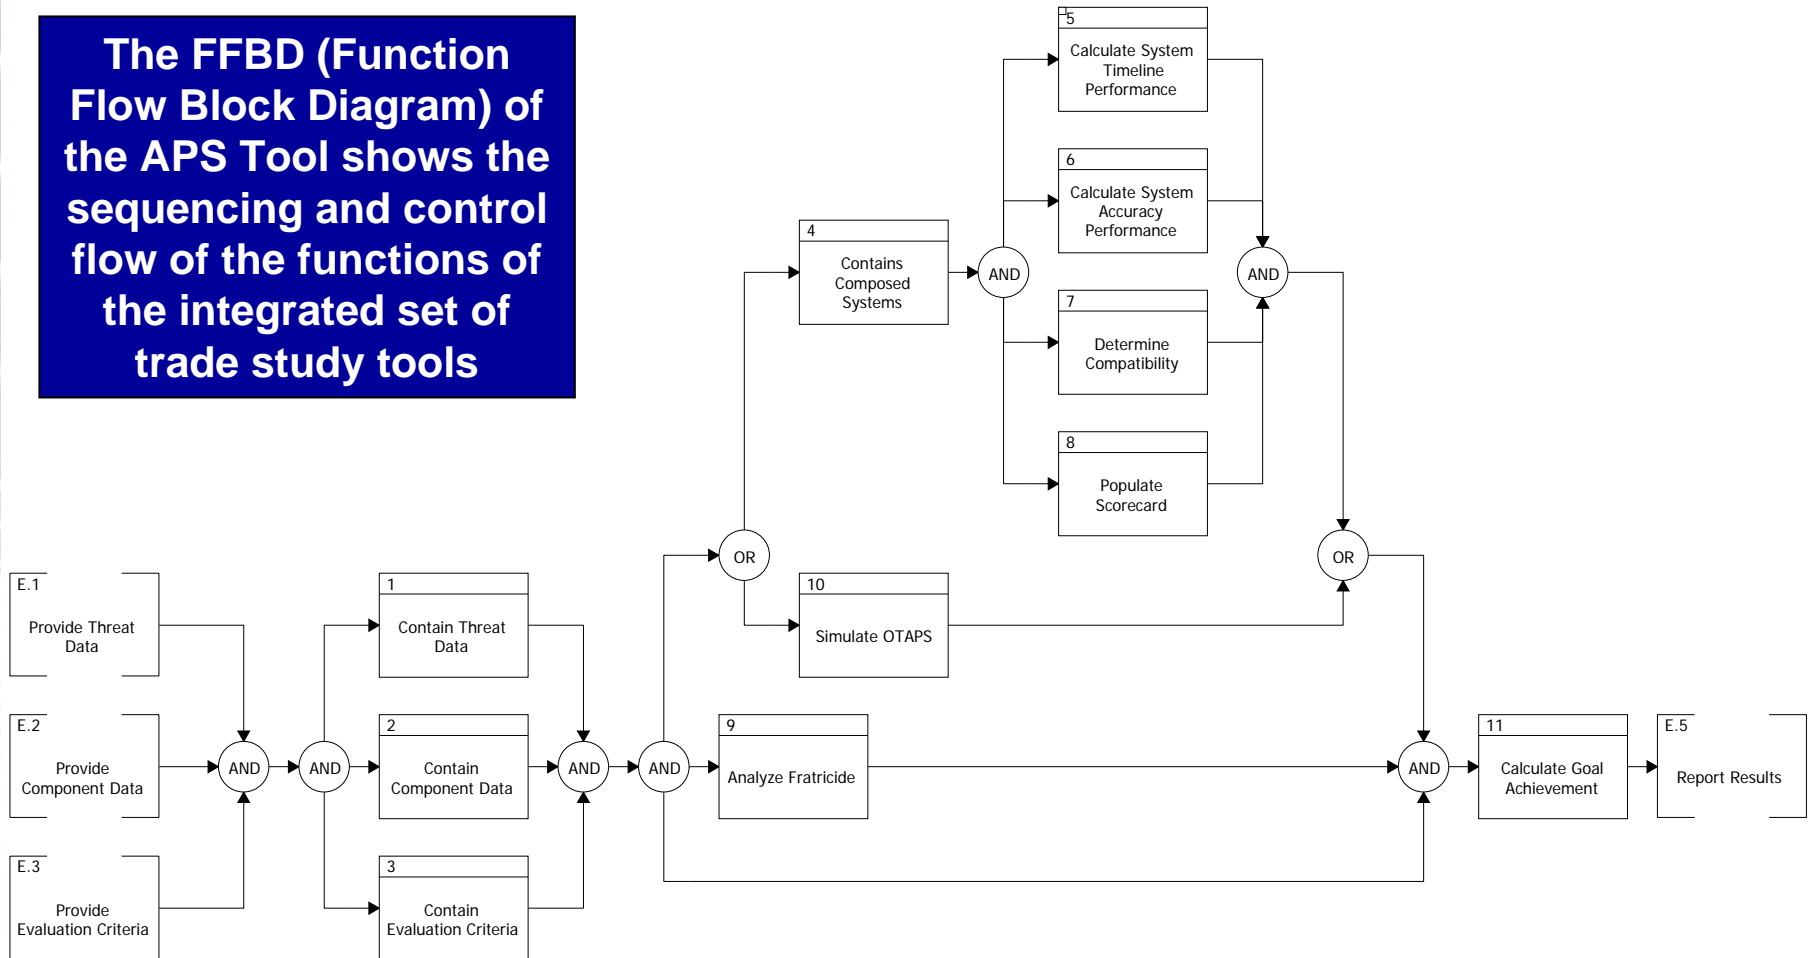 The FFBD (Function
Flow Block Diagram) of
the APS Tool shows the
sequencing and control
flow of the functions of
the integrated set of
trade study tools
5
Calculate System
Timeline
Performance
6
Calculate System
Accuracy
Performance
4
Contains
Composed
Systems
AND
AND
7
Determine
Compatibility
8
Populate
Scorecard
OR
OR
E.1
Provide Threat
Data
1
Contain Threat
Data
10
Simulate OTAPS
E.2
Provide
Component Data
AND
AND
2
Contain
Component Data
AND
AND
9
Analyze Fratricide
AND
11
Calculate Goal
Achievement
E.5
Report Results
E.3
Provide
Evaluation Criteria
3
Contain
Evaluation Criteria